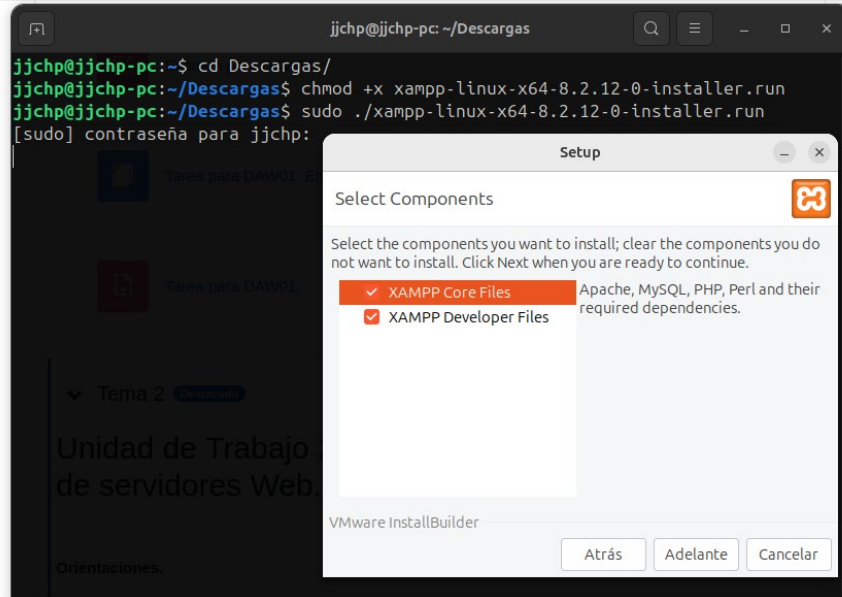 jjchp@jjchp-pc: ~/Descargas
jjchp@jjchp-pc:~$ cd Descargas/
jjchp@jjchp-pc:~/Descargas$ chmod +x xampp-linux-x64-8.2.12-0-installer.run
jjchp@jjchp-pc:~/Descargas$ sudo ./xampp-linux-x64-8.2.12-0-installer.run
[sudo] contraseña para jjchp:
Tarea para DAW01.
Tarea para DAW01.
Tema 2 Destacado
Unidad de Trabajo
de servidores Web.
Orientaciones.
Setup
Select Components
Select the components you want to install; clear the components you do
not want to install. Click Next when you are ready to continue.
XAMPP Core Files
XAMPP Developer Files
Apache, MySQL, PHP, Perl and their
required dependencies.
VMware InstallBuilder
Atrás
Adelante
Cancelar